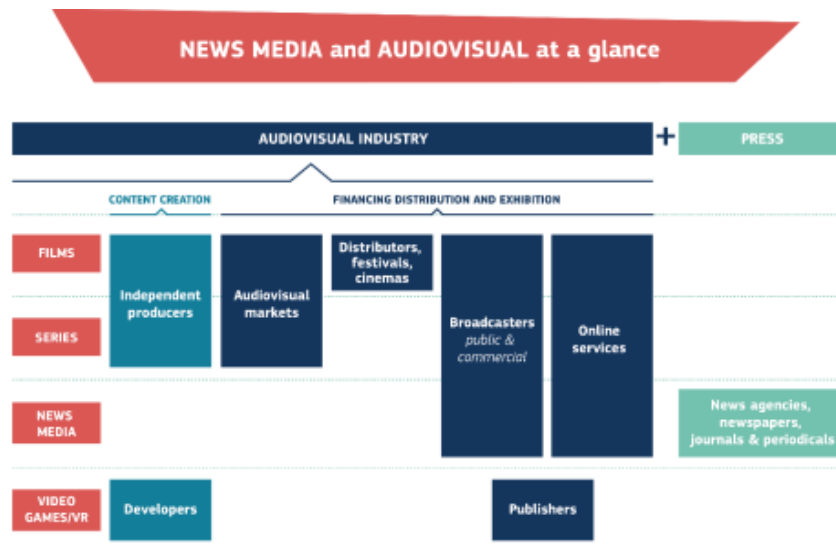 NEWS MEDIA and AUDIOVISUAL at a glance
AUDIOVISUAL INDUSTRY
+
PRESS
CONTENT CREATION
FINANCING DISTRIBUTION AND EXHIBITION
FILMS
Independent
producers
Audiovisual
markets
Distributors,
festivals,
cinemas
Broadcasters
public &
commercial
Online
services
SERIES
NEWS
MEDIA
News agencies,
newspapers,
journals & periodicals
VIDEO
GAMES/VR
Developers
Publishers